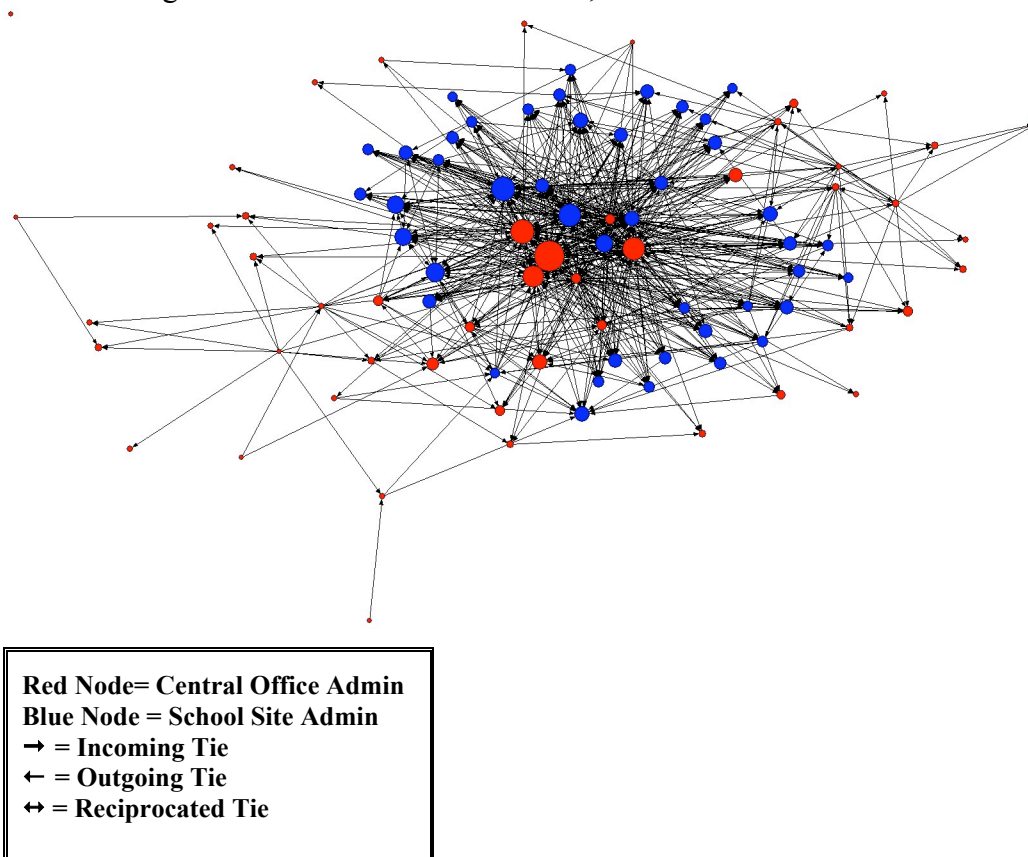 Red Node= Central Office Admin
Blue Node = School Site Admin
→ = Incoming Tie
← = Outgoing Tie
↔ = Reciprocated Tie